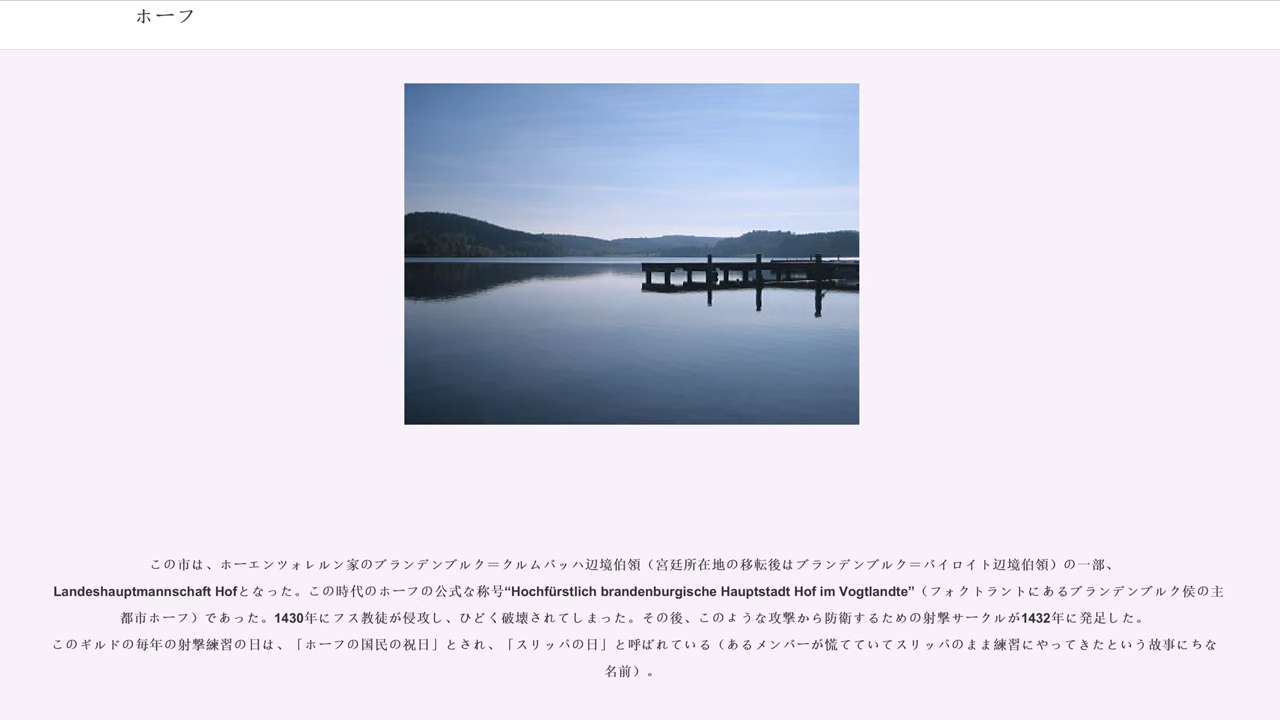 ホーフ
この市は、ホーエンツォレルン家のブランデンブルク＝クルムバッハ辺境伯領（宮廷所在地の移転後はブランデンブルク＝バイロイト辺境伯領）の一部、
Landeshauptmannschaft Hofとなった。この時代のホーフの公式な称号“Hochfürstlich brandenburgische Hauptstadt Hof im Vogtlandte”（フォクトラントにあるブランデンブルク侯の主
都市ホーフ）であった。1430年にフス教徒が侵攻し、ひどく破壊されてしまった。その後、このような攻撃から防衛するための射撃サークルが1432年に発足した。
このギルドの毎年の射撃練習の日は、「ホーフの国民の祝日」とされ、「スリッパの日」と呼ばれている（あるメンバーが慌てていてスリッパのまま練習にやってきたという故事にちな
名前）。